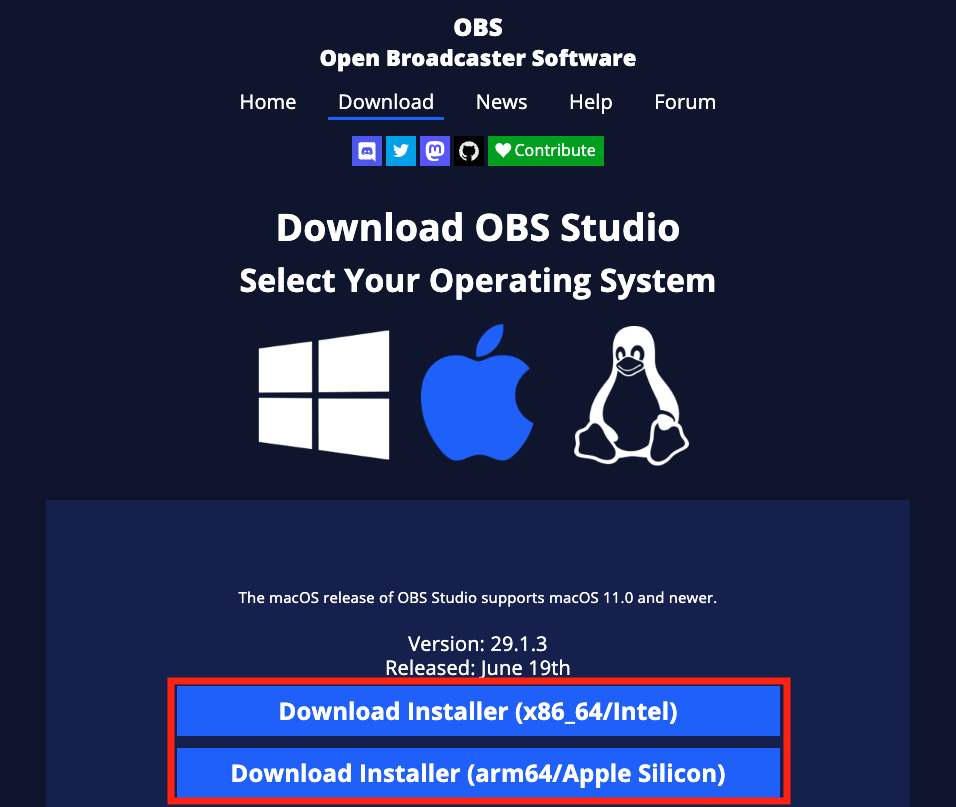 OBS
Open Broadcaster Software
Home Download News Help Forum
Contribute
Download OBS Studio
Select Your Operating System
The macOS release of OBS Studio supports macOS 11.0 and newer.
Version: 29.1.3
Released: June 19th
Download Installer (x86_64/Intel)
Download Installer (arm64/Apple Silicon)